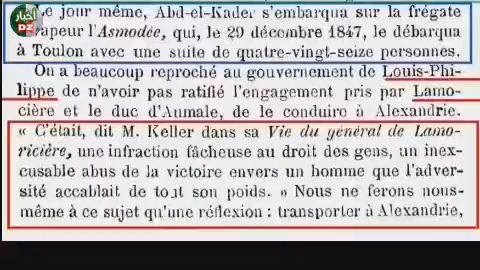 أخبار
DZ
e jour même, Abd-el-Kader s'embarqua sur la frégate
vapeur l'Asmodée, qui, le 29 décembre 1847, le débarqua
à Toulon avec une suite de quatre-vingt-seize personnes.
On a beaucoup reproché au gouvernement de Louis-Phi-
lippe de n'avoir pas ratifié l'engagement pris par Lamo-
cière et le duc d'Aumale, de le conduire à Alexandrie.
« C'était, dit M. Keller dans sa Vie du général de Lamo-
ricière, une infraction fâcheuse au droit des gens, un inex-
cusable abus de la victoire envers un homme que l'adver-
sité accablait de tout son poids. » Nous ne ferons nous-
même à ce sujet qu'une réflexion : transporter à Alexandrie,